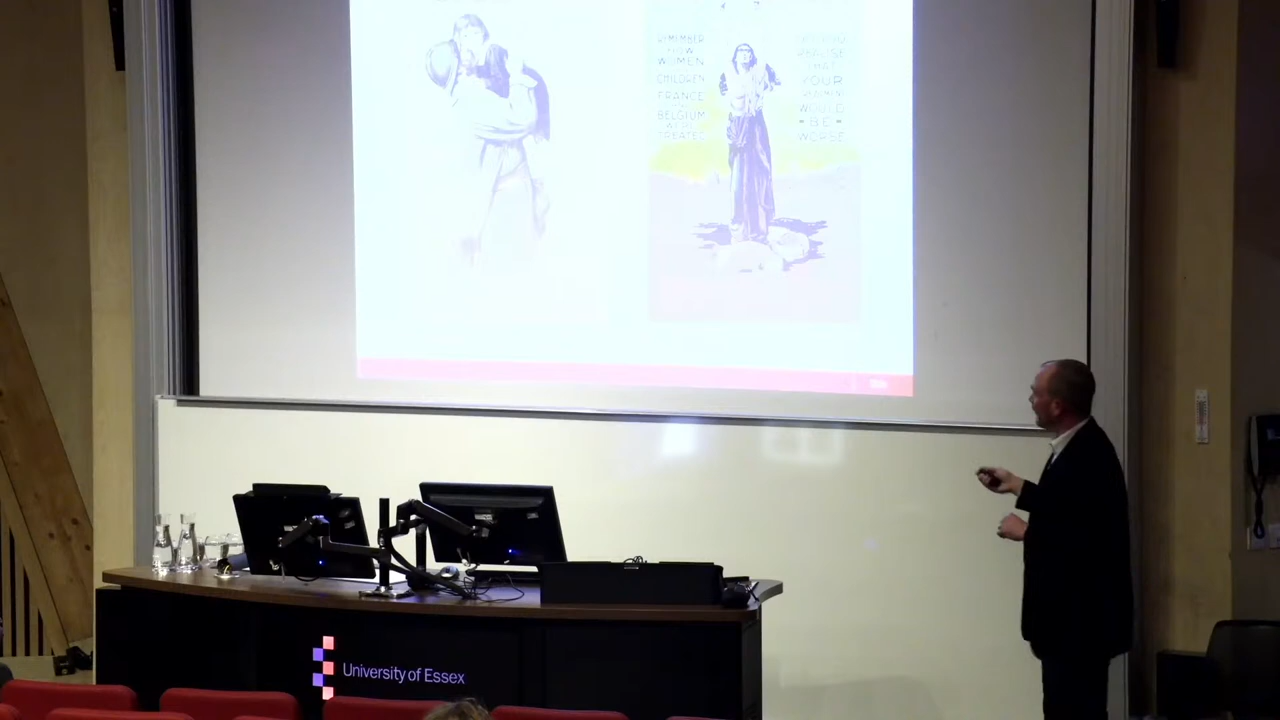 REMEMBER
HOW
WOMEN
CHILDREN
FRANCE
BELGIUM
WERE
TREATED
REALISE
THAT
YOUR
WOULD
- BE -
WORSE
University of Essex